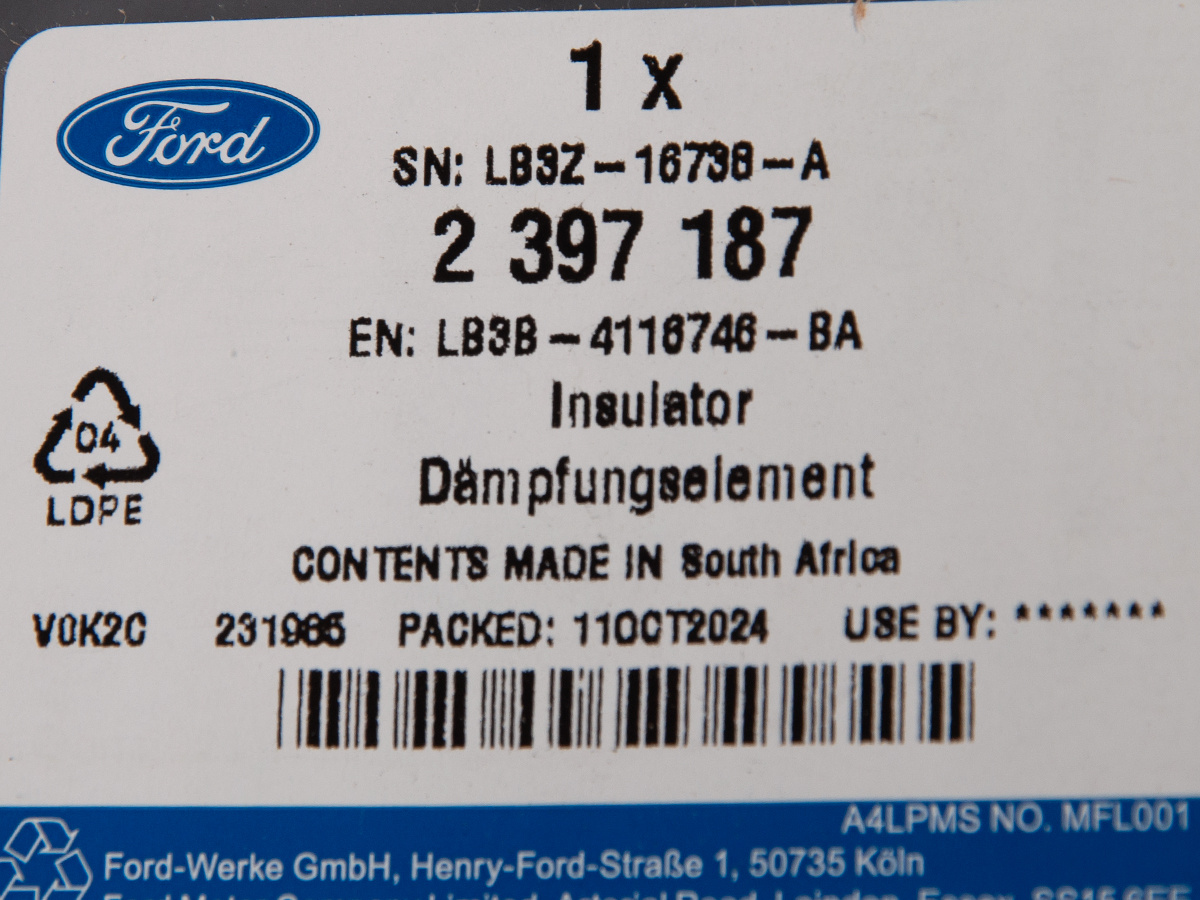 Ford
1 x
SN: LB3Z-16738-A
2 397 187
EN: LB3B-4116746-BA
Insulator
Dämpfungselement
04
LDPE
CONTENTS MADE IN South Africa
V0K2C 231965 PACKED: 11OCT2024 USE BY: *******
A4LPMS NO. MFL001
Ford-Werke GmbH, Henry-Ford-Straße 1, 50735 Köln